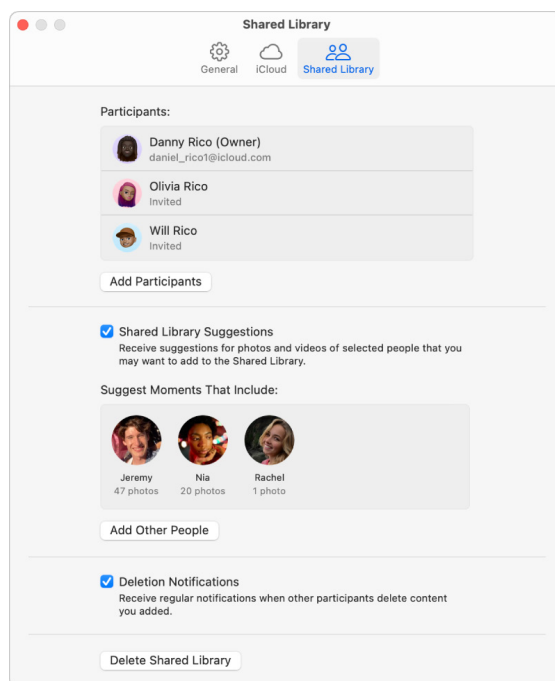 Shared Library
General
iCloud
Shared Library
Participants:
Danny Rico (Owner)
daniel_rico1@icloud.com
Olivia Rico
Invited
Will Rico
Invited
Add Participants
Shared Library Suggestions
Receive suggestions for photos and videos of selected people that you
may want to add to the Shared Library.
Suggest Moments That Include:
Jeremy
47 photos
Nia
20 photos
Rachel
1 photo
Add Other People
Deletion Notifications
Receive regular notifications when other participants delete content
you added.
Delete Shared Library